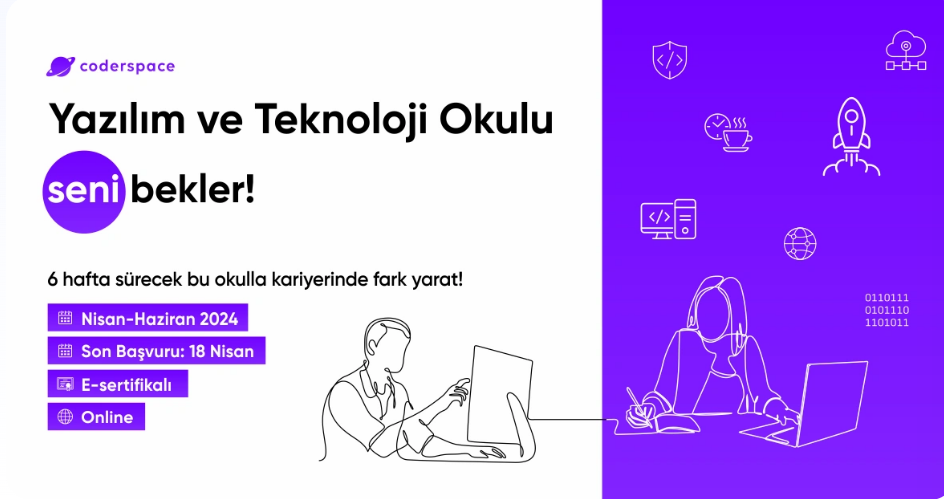 coderspace
Yazılım ve Teknoloji Okulu
seni bekler!
6 hafta sürecek bu okulla kariyerinde fark yarat!
Nisan-Haziran 2024
Son Başvuru: 18 Nisan
E-sertifikalı
Online
</>
</>
0110111
0101110
1101011